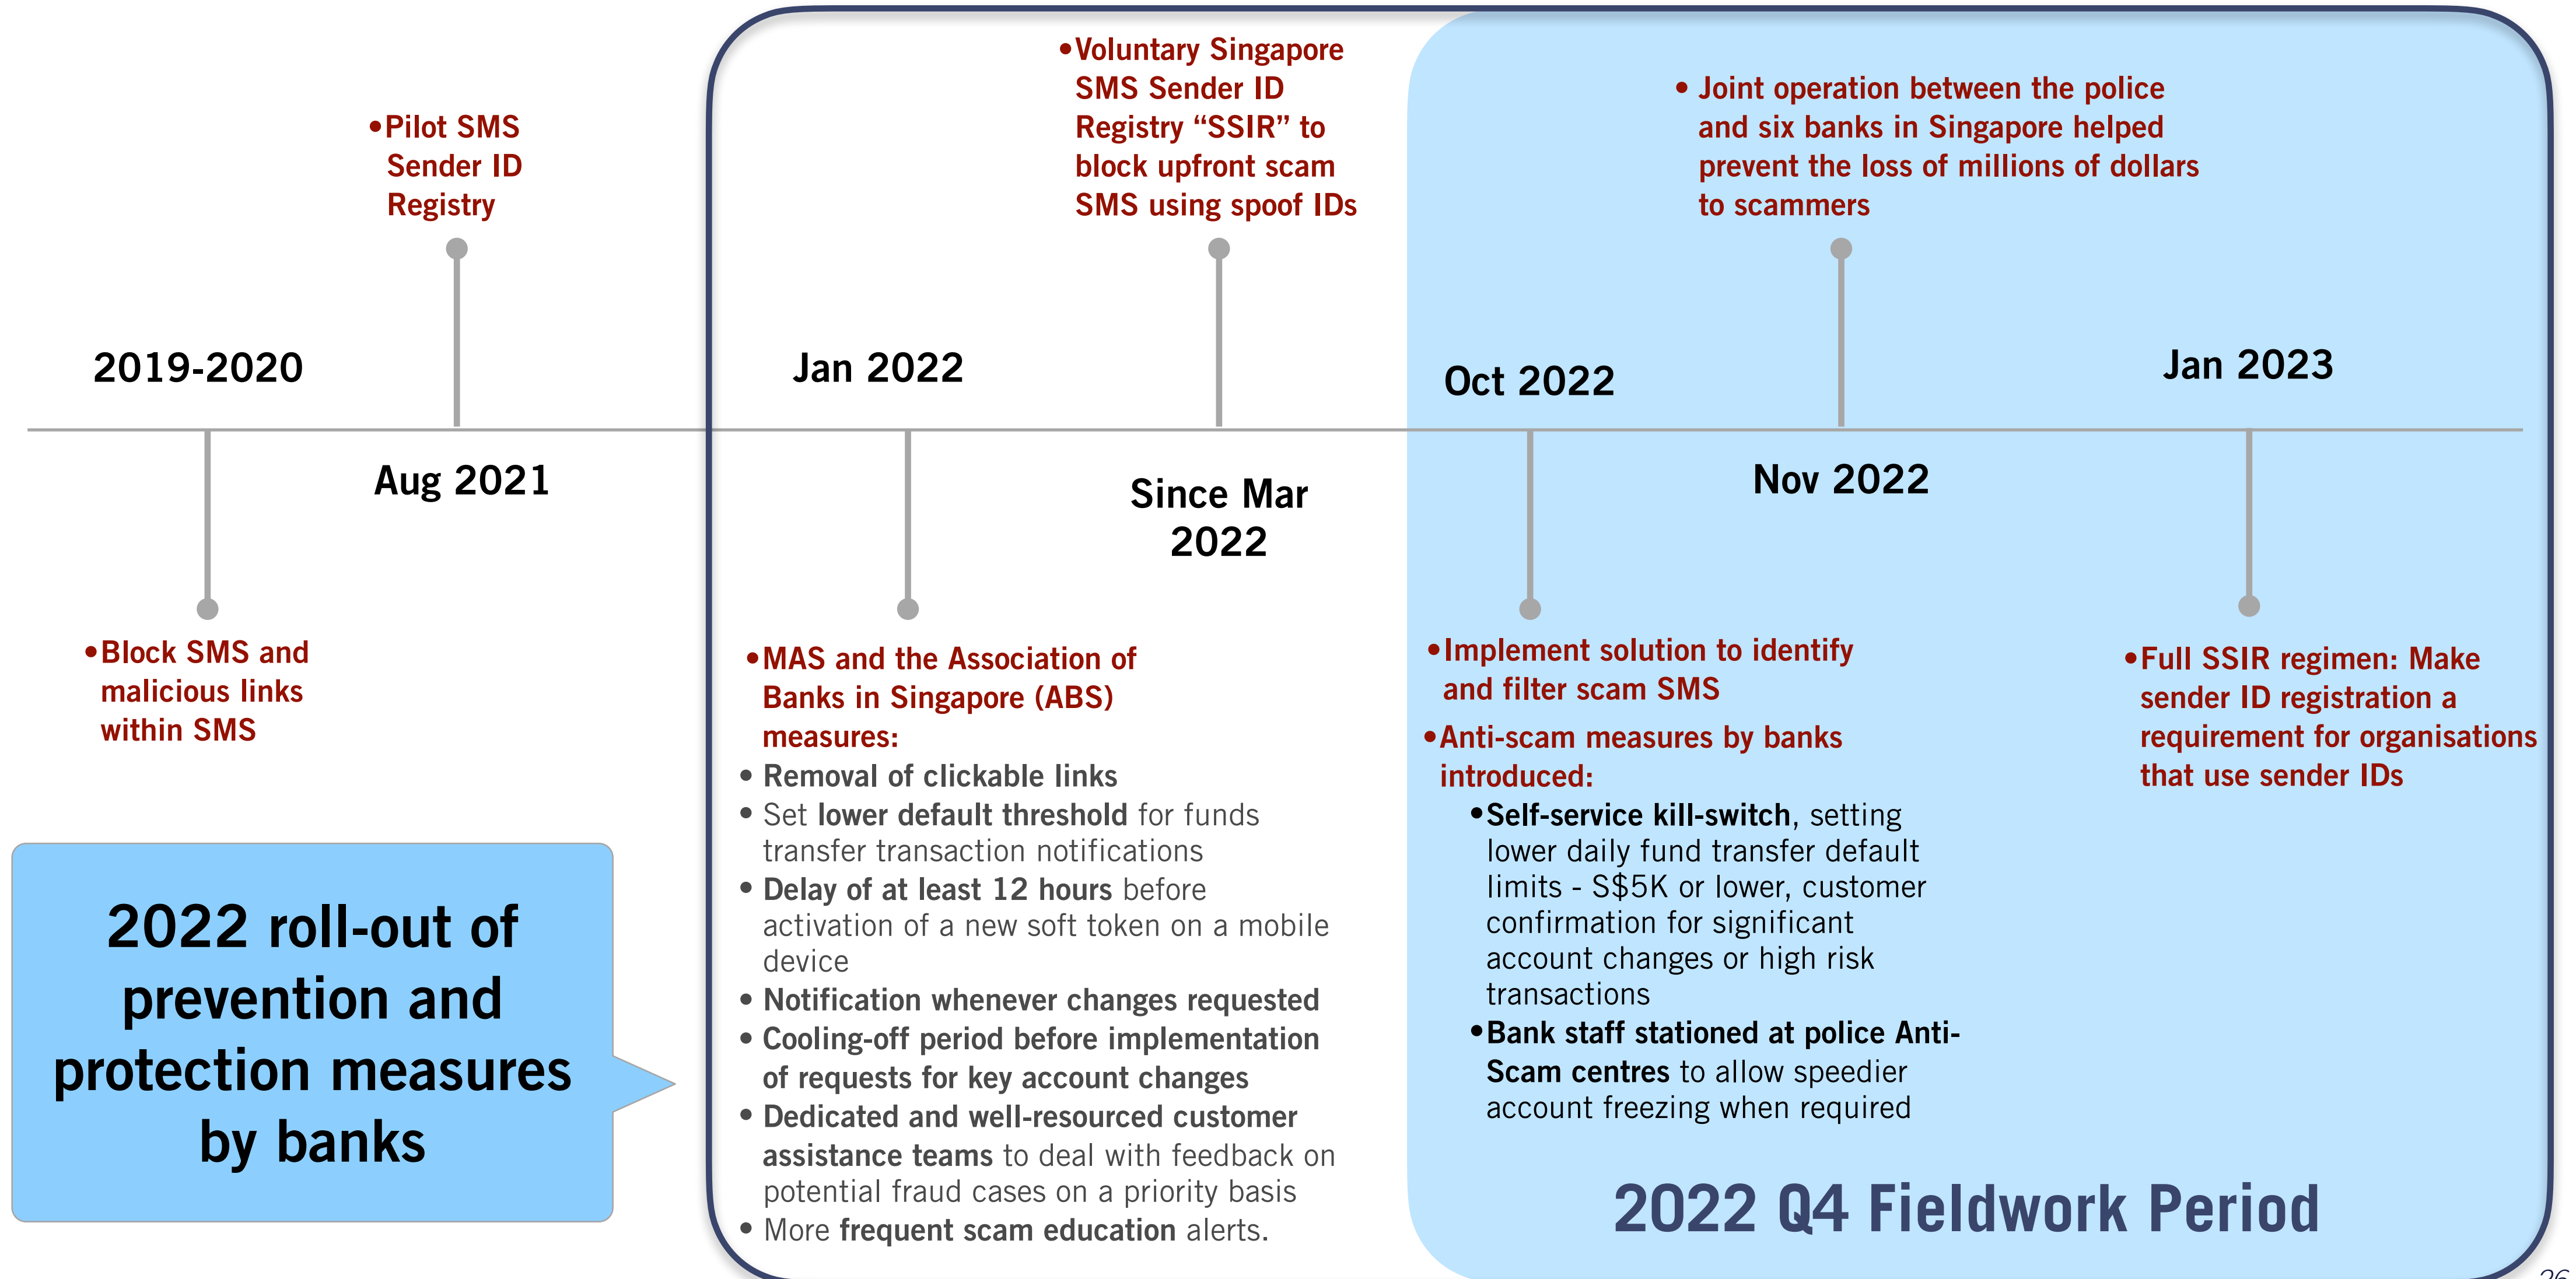 •Pilot SMS
Sender ID
Registry
•Voluntary Singapore
SMS Sender ID
Registry “SSIR” to
block upfront scam
SMS using spoof IDs
• Joint operation between the police
and six banks in Singapore helped
prevent the loss of millions of dollars
to scammers
2019-2020
Aug 2021
Jan 2022
Since Mar
2022
Oct 2022
Nov 2022
Jan 2023
•Block SMS and
malicious links
within SMS
•MAS and the Association of
Banks in Singapore (ABS)
measures:
• Removal of clickable links
• Set lower default threshold for funds
transfer transaction notifications
• Delay of at least 12 hours before
activation of a new soft token on a mobile
device
• Notification whenever changes requested
• Cooling-off period before implementation
of requests for key account changes
• Dedicated and well-resourced customer
assistance teams to deal with feedback on
potential fraud cases on a priority basis
• More frequent scam education alerts.
•Implement solution to identify
and filter scam SMS
•Anti-scam measures by banks
introduced:
•Self-service kill-switch, setting
lower daily fund transfer default
limits - S$5K or lower, customer
confirmation for significant
account changes or high risk
transactions
•Bank staff stationed at police Anti-
Scam centres to allow speedier
account freezing when required
•Full SSIR regimen: Make
sender ID registration a
requirement for organisations
that use sender IDs
2022 roll-out of
prevention and
protection measures
by banks
2022 Q4 Fieldwork Period
26